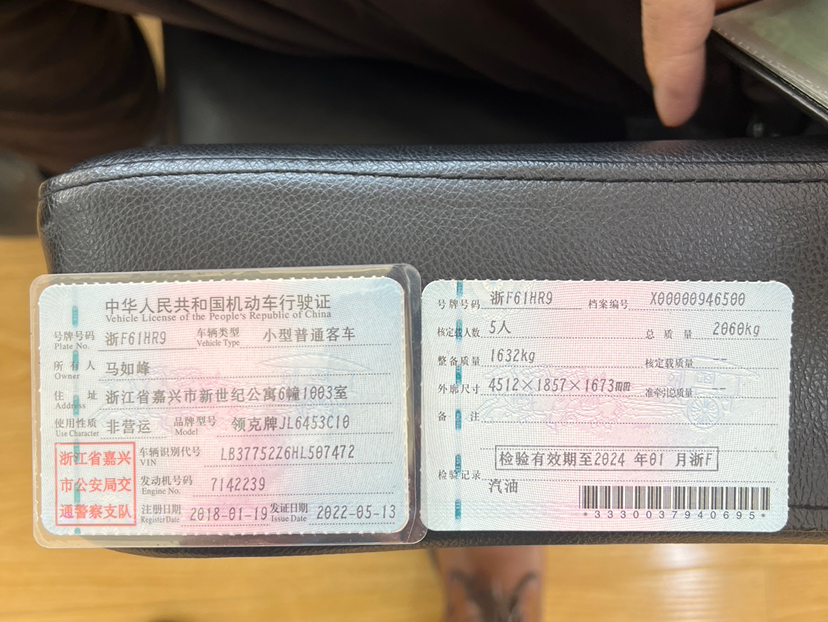 中华人民共和国机动车行驶证
Vehicle License of the People's Republic of China
号牌号码 浙F61HR9 车辆类型 小型普通客车
Plate No. Vehicle Type
所有人 马如峰
Owner
住址 浙江省嘉兴市新世纪公寓6幢1003室
Address
使用性质 非营运 品牌型号 领克牌JL6453C10
Use Character Model
浙江省嘉兴
市公安局交
通警察支队
车辆识别代号 LB37752Z6HL507472
VIN
发动机号码 7142239
Engine No.
注册日期 2018-01-19 发证日期 2022-05-13
Register Date Issue Date
号牌号码 浙F61HR9 档案编号 X00000946500
核定载人数 5人 总质量 2060kg
整备质量 1632kg 核定载质量 --
外廓尺寸 4512×1857×1673mm 准牵引总质量 --
备注
检验有效期至2024年01月浙F
检验记录
汽油
*3330037940695*